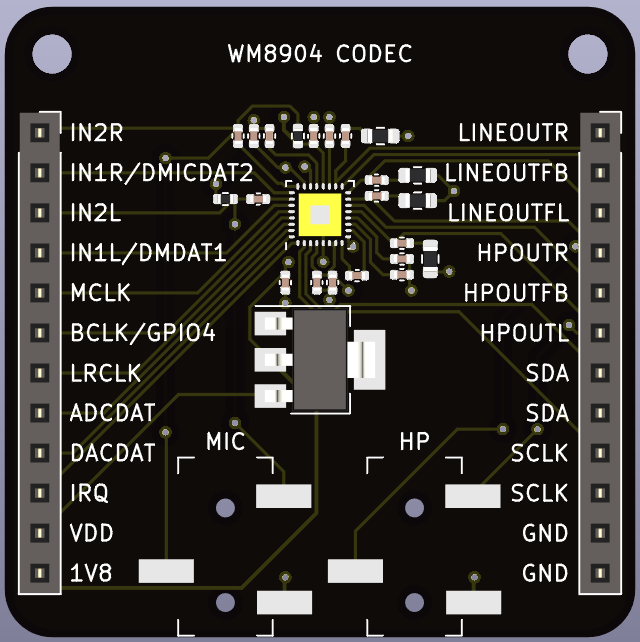 WM8904 CODEC
IN2R
IN1R/DMICDAT2
IN2L
IN1L/DMDAT1
MCLK
BCLK/GPIO4
LRCLK
ADCDAT
DACDAT
IRQ
VDD
1V8
LINEOUTR
LINEOUTFB
LINEOUTFL
HPOUTR
HPOUTFB
HPOUTL
SDA
SDA
SCLK
SCLK
GND
GND
MIC
HP